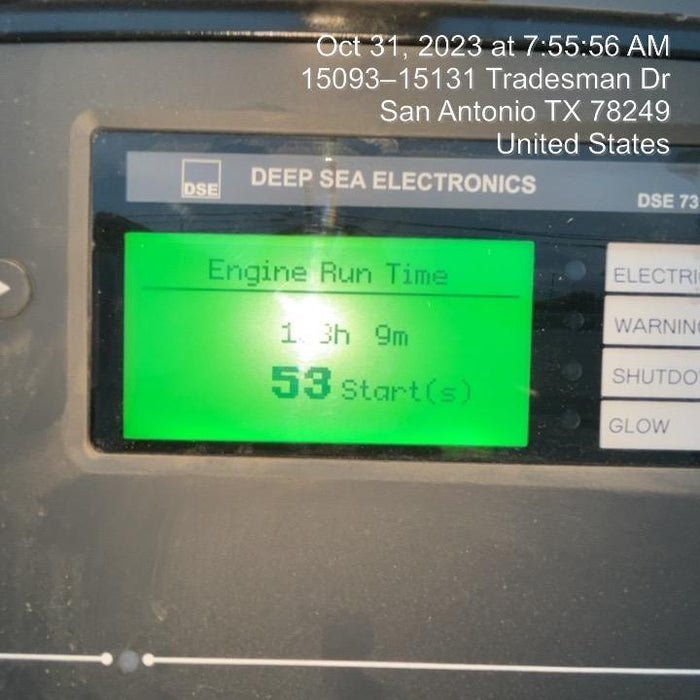 Oct 31, 2023 at 7:55:56 AM
15093–15131 Tradesman Dr
San Antonio TX 78249
United States
DSE DEEP SEA ELECTRONICS
DSE 73
Engine Run Time
9m
53 Start(s)
ELECTRI
WARNIN
SHUTDO
GLOW